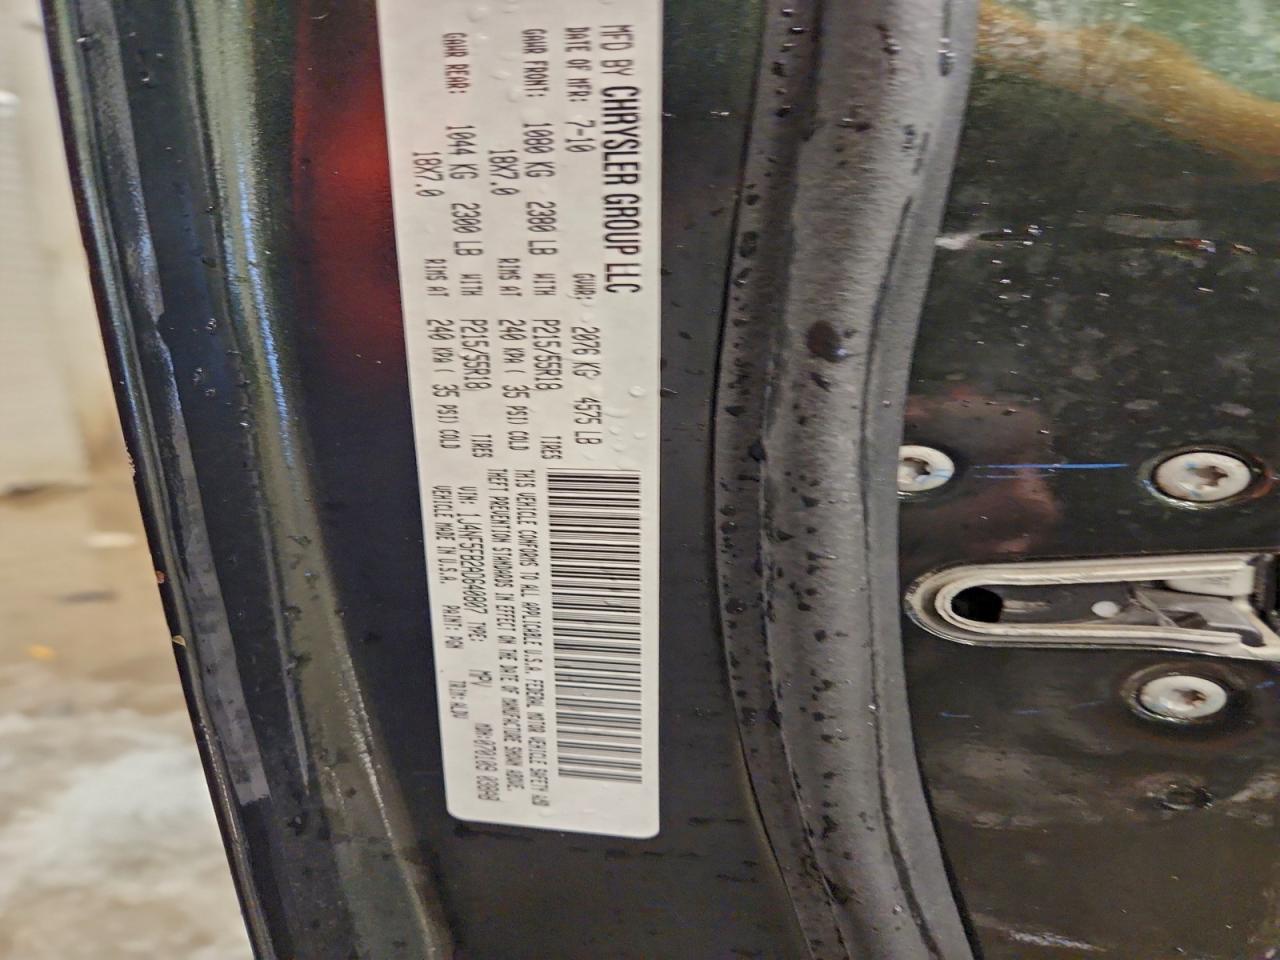 MFD BY CHRYSLER GROUP LLC
DATE OF MFR: 7-10 GVWR: 2076 KG 4575 LB
GAWR FRONT: 1080 KG 2380 LB WITH P215/55R18 TIRES
18X7.0 RIMS AT 240 KPA ( 35 PSI) COLD
GAWR REAR: 1044 KG 2300 LB WITH P215/55R18 TIRES
18X7.0 RIMS AT 240 KPA ( 35 PSI) COLD
THIS VEHICLE CONFORMS TO ALL APPLICABLE U.S.A. FEDERAL MOTOR VEHICLE SAFETY AND
THEFT PREVENTION STANDARDS IN EFFECT ON THE DATE OF MANUFACTURE SHOWN ABOVE.
VIN: 1J4NF5FB2AD640807 TYPE: MPV
VEHICLE MADE IN U.S.A. PAINT: PGR TRIM: